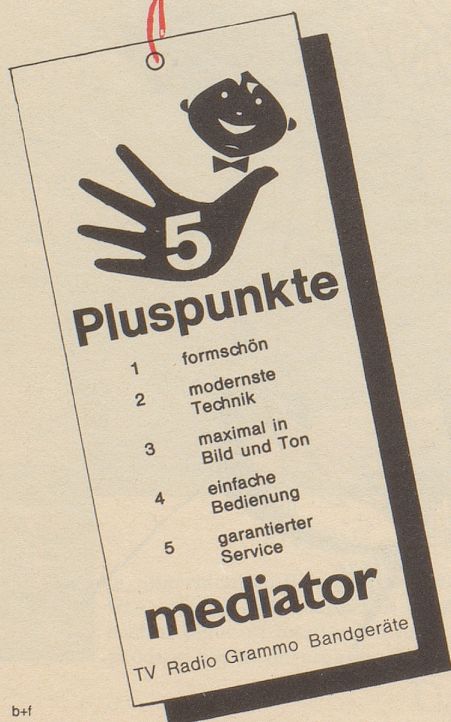 5
Pluspunkte
1 formschön
2 modernste
Technik
3 maximal in
Bild und Ton
4 einfache
Bedienung
5 garantierter
Service
mediator
TV Radio Grammo Bandgeräte
b+f